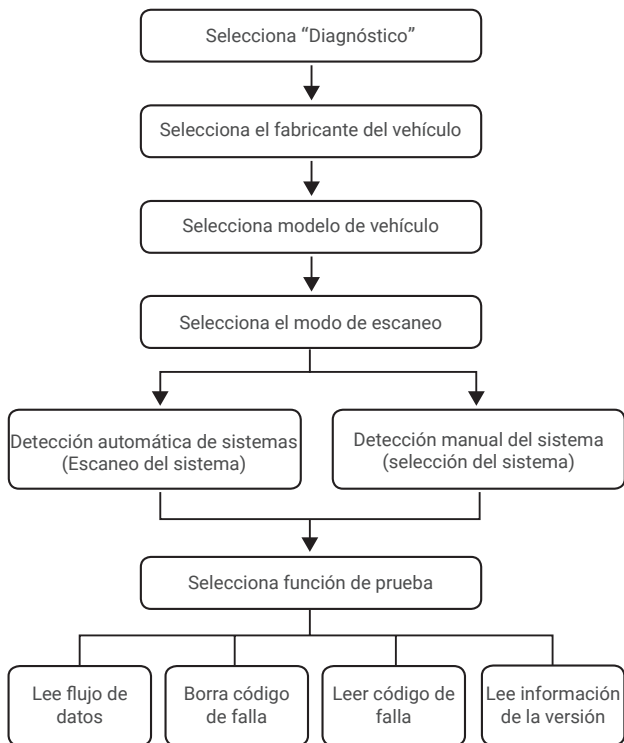 Selecciona “Diagnóstico”
Selecciona el fabricante del vehículo
Selecciona modelo de vehículo
Selecciona el modo de escaneo
Detección automática de sistemas
(Escaneo del sistema)
Detección manual del sistema
(selección del sistema)
Selecciona función de prueba
Lee flujo de
datos
Borra código
de falla
Leer código de
falla
Lee información
de la versión